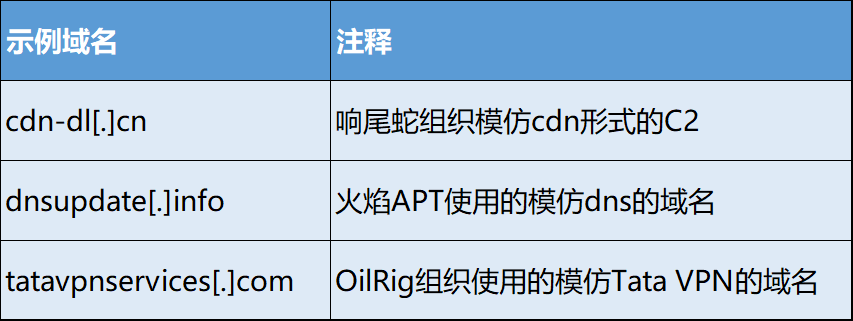 示例域名 注释
cdn-dl[.]cn 响尾蛇组织模仿cdn形式的C2
dnsupdate[.]info 火焰APT使用的模仿dns的域名
tatavpnservices[.]com OilRig组织使用的模仿Tata VPN的域名